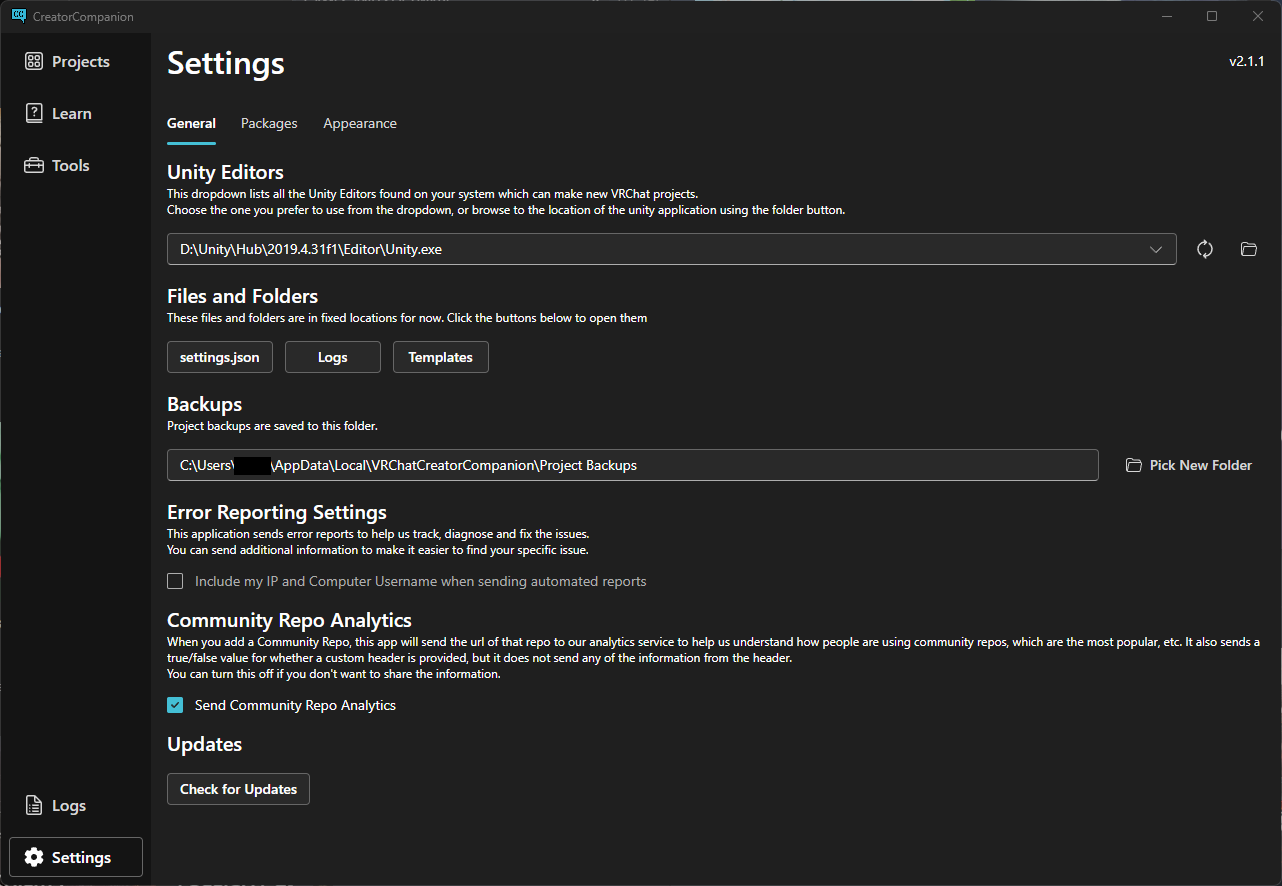 CreatorCompanion
Projects
Learn
Tools
Logs
Settings
Settings
v2.1.1
General Packages Appearance
Unity Editors
This dropdown lists all the Unity Editors found on your system which can make new VRChat projects.
Choose the one you prefer to use from the dropdown, or browse to the location of the unity application using the folder button.
D:\Unity\Hub\2019.4.31f1\Editor\Unity.exe
Files and Folders
These files and folders are in fixed locations for now. Click the buttons below to open them
settings.json Logs Templates
Backups
Project backups are saved to this folder.
C:\Users\ \AppData\Local\VRChatCreatorCompanion\Project Backups
Pick New Folder
Error Reporting Settings
This application sends error reports to help us track, diagnose and fix the issues.
You can send additional information to make it easier to find your specific issue.
Include my IP and Computer Username when sending automated reports
Community Repo Analytics
When you add a Community Repo, this app will send the url of that repo to our analytics service to help us understand how people are using community repos, which are the most popular, etc. It also sends a
true/false value for whether a custom header is provided, but it does not send any of the information from the header.
You can turn this off if you don't want to share the information.
Send Community Repo Analytics
Updates
Check for Updates